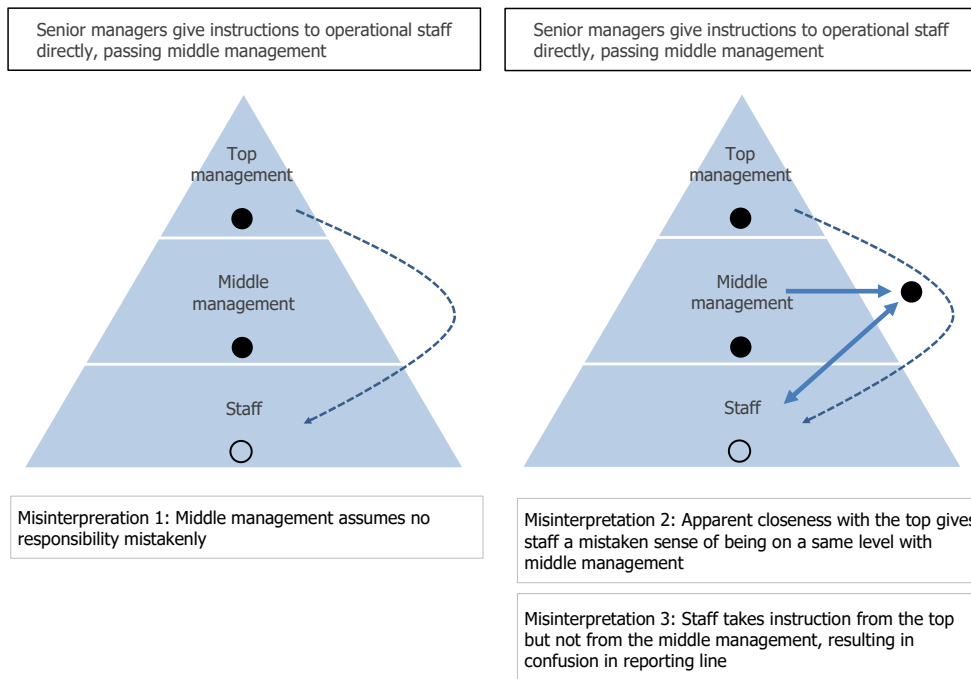 Senior managers give instructions to operational staff
directly, passing middle management
Top
management
Middle
management
Staff
Misinterpreration 1: Middle management assumes no
responsibility mistakenly
Senior managers give instructions to operational staff
directly, passing middle management
Top
management
Middle
management
Staff
Misinterpretation 2: Apparent closeness with the top gives
staff a mistaken sense of being on a same level with
middle management
Misinterpretation 3: Staff takes instruction from the top
but not from the middle management, resulting in
confusion in reporting line